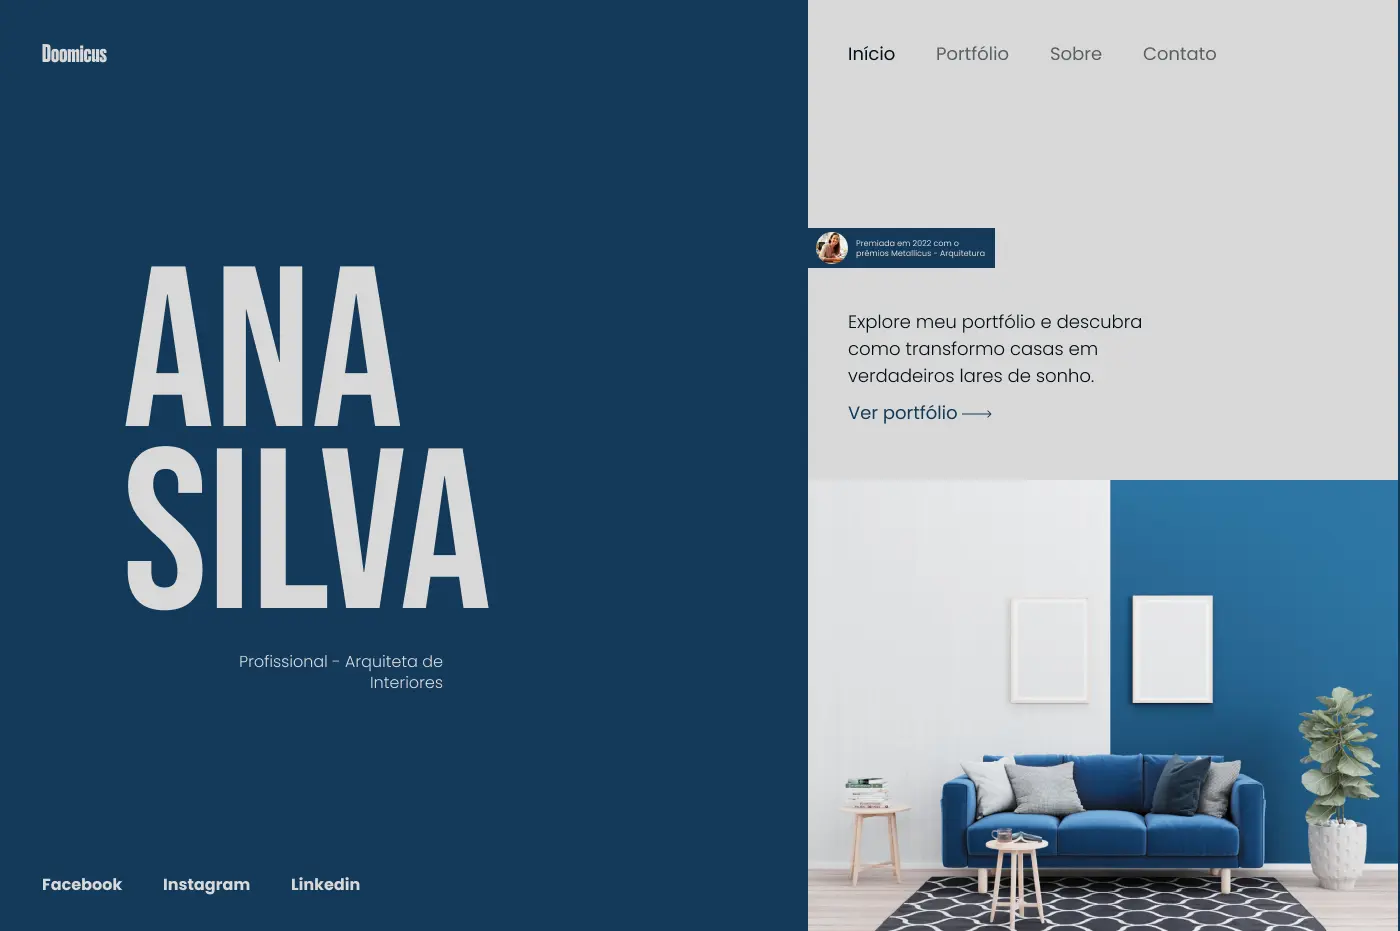 Doomicus
Início Portfólio Sobre Contato
ANA
SILVA
Profissional - Arquiteta de
Interiores
Facebook Instagram Linkedin
Premiada em 2022 com o
prêmios Metallicus - Arquitetura
Explore meu portfólio e descubra
como transformo casas em
verdadeiros lares de sonho.
Ver portfólio